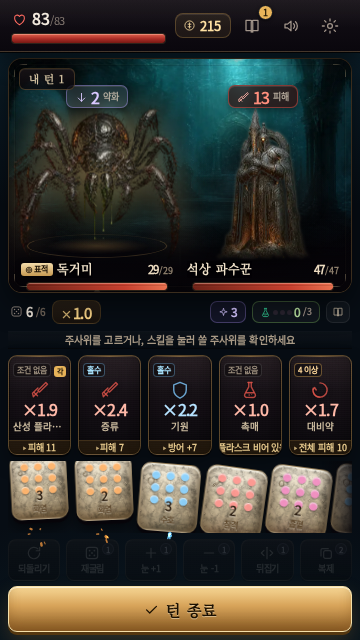 83/83
215
1
내 턴 1
2 약화
13 피해
표적 독거미 29/29
석상 파수꾼 47/47
6/6
×1.0
3
0/3
주사위를 고르거나, 스킬을 눌러 쓸 주사위를 확인하세요
조건 없음 각
×1.9
산성 플라…
피해 11
홀수
×2.4
증류
피해 7
홀수
×2.2
기원
방어 +7
조건 없음
×1.0
촉매
플라스크 비어 있
4 이상
×1.7
대비약
전체 피해 10
3
2
3
2
2
되돌리기
재굴림 1
눈 +1 1
눈 -1 1
뒤집기 1
복제 2
턴 종료